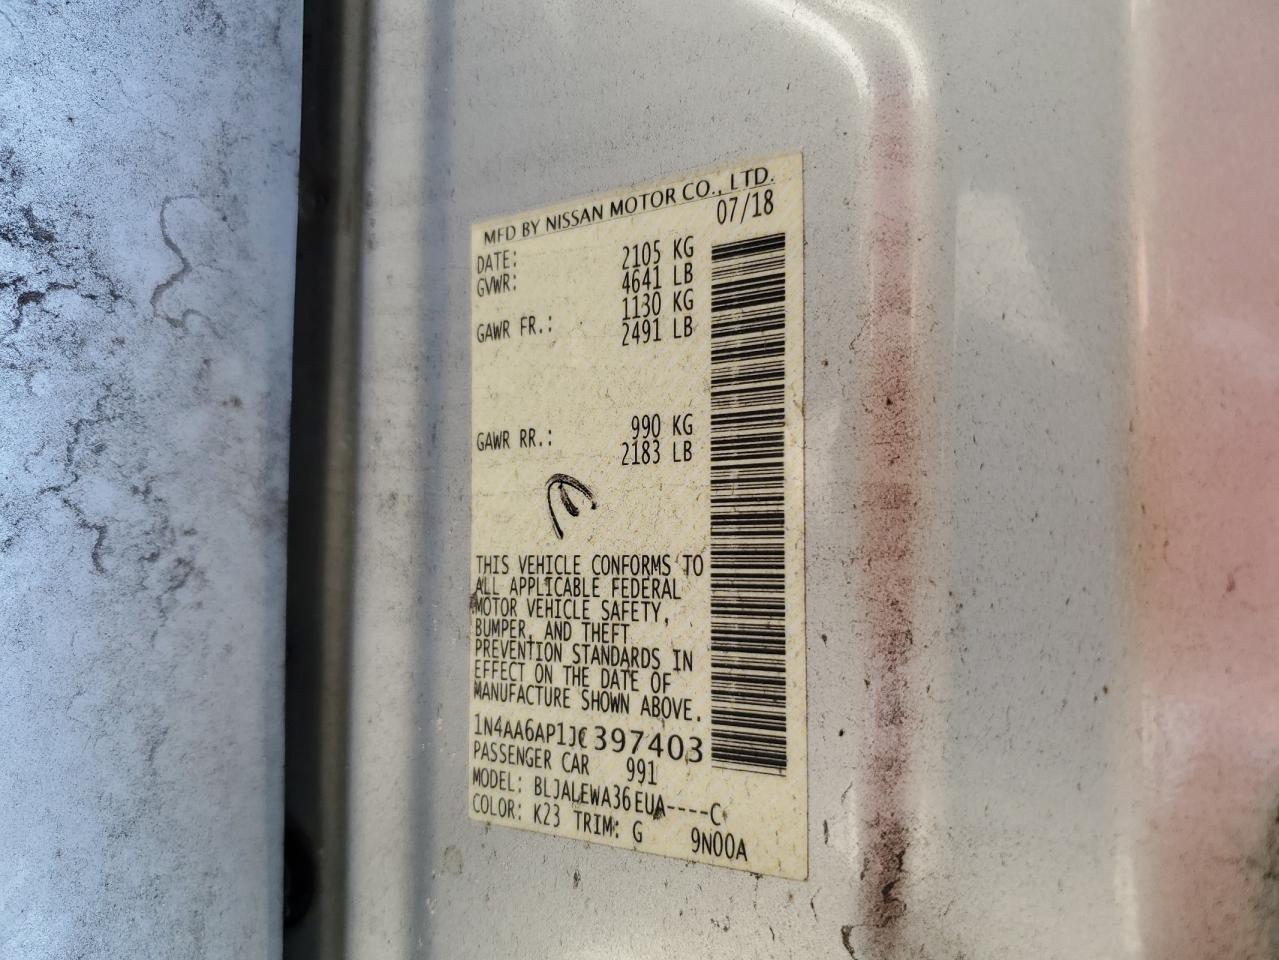 MFD BY NISSAN MOTOR CO., LTD.
DATE: 07/18
GVWR: 2105 KG
4641 LB
GAWR FR.: 1130 KG
2491 LB
GAWR RR.: 990 KG
2183 LB
THIS VEHICLE CONFORMS TO
ALL APPLICABLE FEDERAL
MOTOR VEHICLE SAFETY,
BUMPER, AND THEFT
PREVENTION STANDARDS IN
EFFECT ON THE DATE OF
MANUFACTURE SHOWN ABOVE.
1N4AA6AP1JC397403
PASSENGER CAR 991
MODEL: BLJALEWA36EUA----C
COLOR: K23 TRIM: G 9N00A